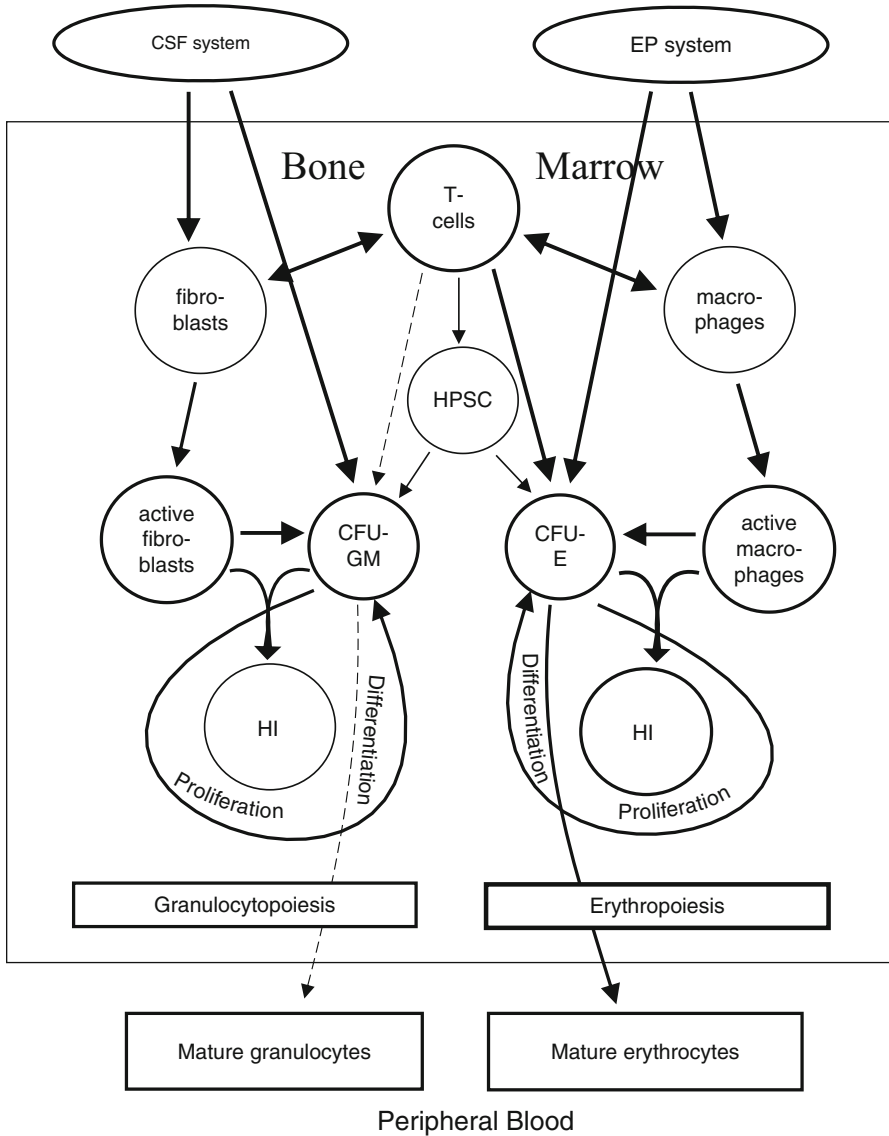 CSF system
EP system
Bone
Marrow
T-
cells
fibro-
blasts
macro-
phages
HPSC
active
fibro-
blasts
CFU-
GM
CFU-
E
active
macro-
phages
HI
Differentiation
Proliferation
Differentiation
HI
Proliferation
Granulocytopoiesis
Erythropoiesis
Mature granulocytes
Mature erythrocytes
Peripheral Blood